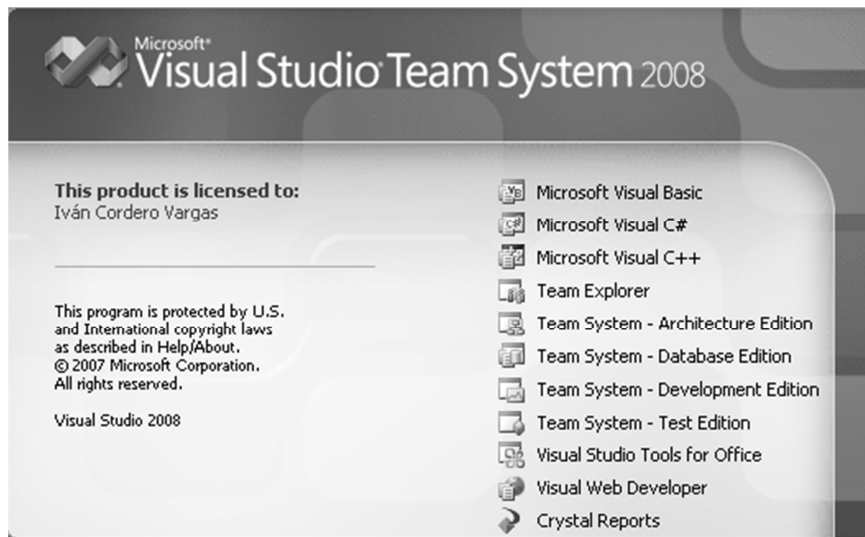 Microsoft®
Visual Studio® Team System 2008
This product is licensed to:
Iván Cordero Vargas
This program is protected by U.S.
and International copyright laws
as described in Help/About.
© 2007 Microsoft Corporation.
All rights reserved.
Visual Studio 2008
Microsoft Visual Basic
Microsoft Visual C#
Microsoft Visual C++
Team Explorer
Team System - Architecture Edition
Team System - Database Edition
Team System - Development Edition
Team System - Test Edition
Visual Studio Tools for Office
Visual Web Developer
Crystal Reports